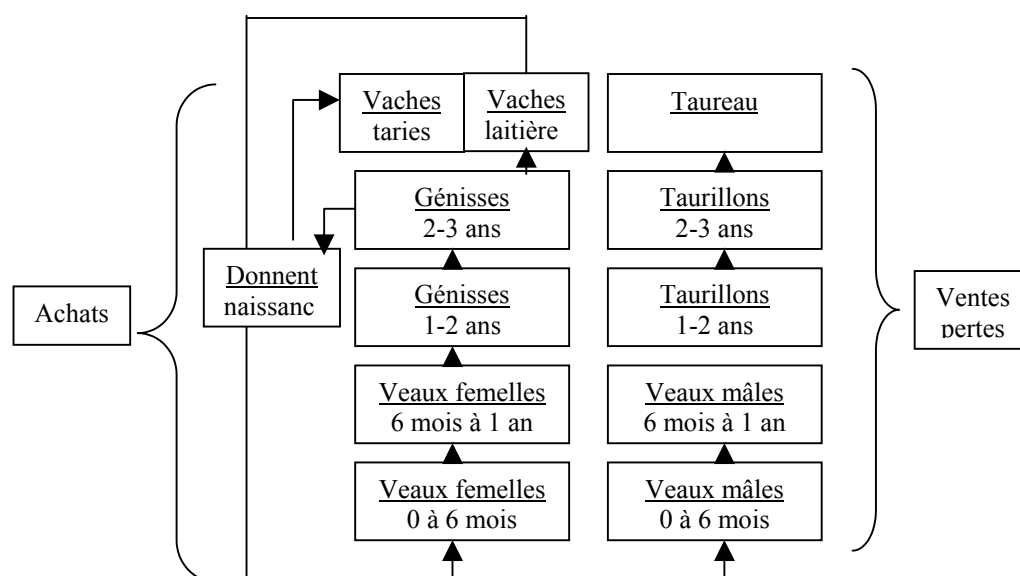 Vaches
taries
Vaches
laitière
Taureau
Génisses
2-3 ans
Taurillons
2-3 ans
Donnent
naissanc
Génisses
1-2 ans
Taurillons
1-2 ans
Achats
Ventes
pertes
Veaux femelles
6 mois à 1 an
Veaux mâles
6 mois à 1 an
Veaux femelles
0 à 6 mois
Veaux mâles
0 à 6 mois